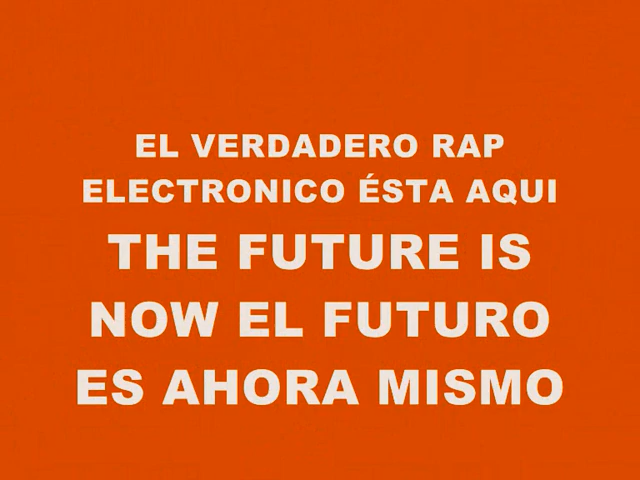 EL VERDADERO RAP
ELECTRONICO ÉSTA AQUI
THE FUTURE IS
NOW EL FUTURO
ES AHORA MISMO